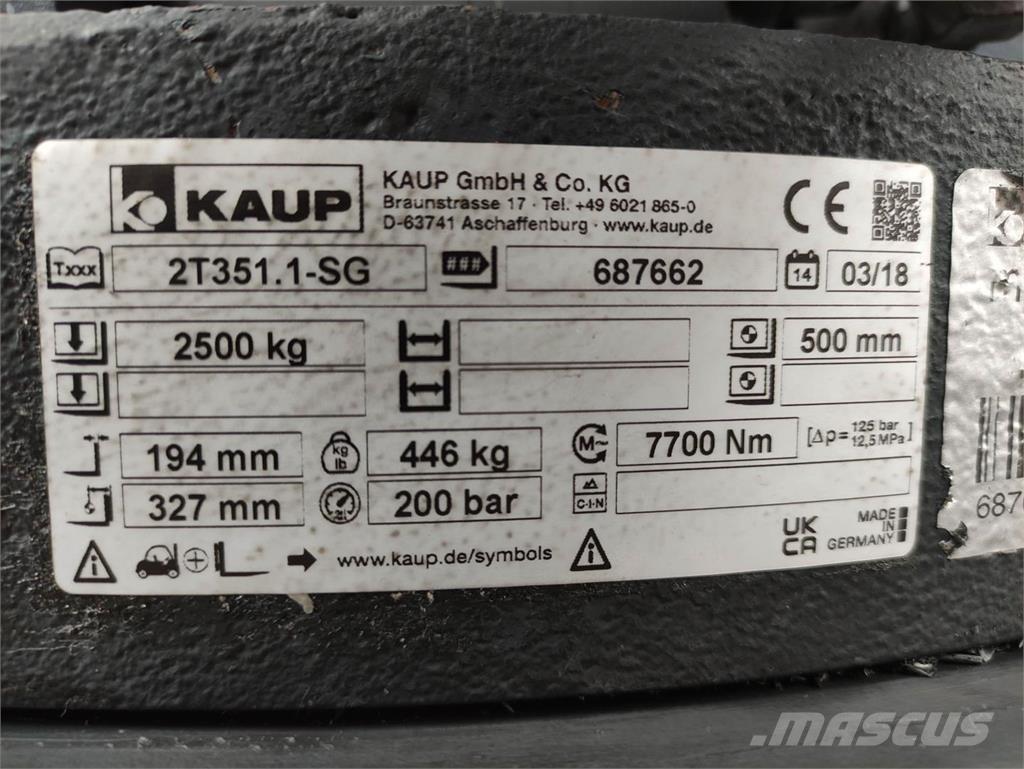 KAUP
KAUP GmbH & Co. KG
Braunstrasse 17 · Tel. +49 6021 865-0
D-63741 Aschaffenburg · www.kaup.de
CE
Txxx 2T351.1-SG ### 687662 14 03/18
2500 kg 500 mm
194 mm kg lb 446 kg M~ 7700 Nm [Δp= 125 bar 12,5 MPa]
327 mm 200 bar C-I-N
www.kaup.de/symbols
UK CA
MADE IN GERMANY
687
MASCUS